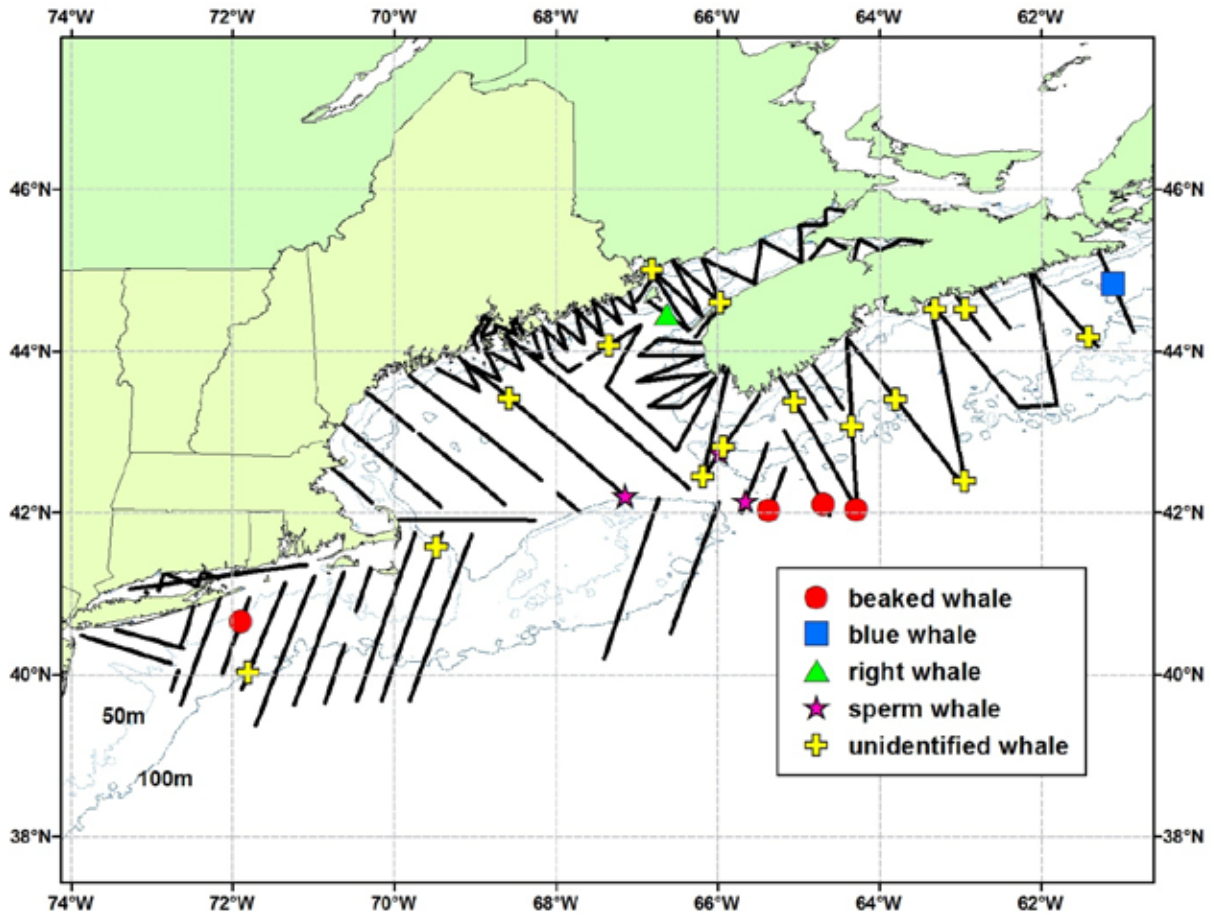 74°W 72°W 70°W 68°W 66°W 64°W 62°W
46°N 46°N
44°N 44°N
42°N 42°N
beaked whale
blue whale
right whale
sperm whale
unidentified whale
40°N 40°N
50m
100m
38°N 38°N
74°W 72°W 70°W 68°W 66°W 64°W 62°W